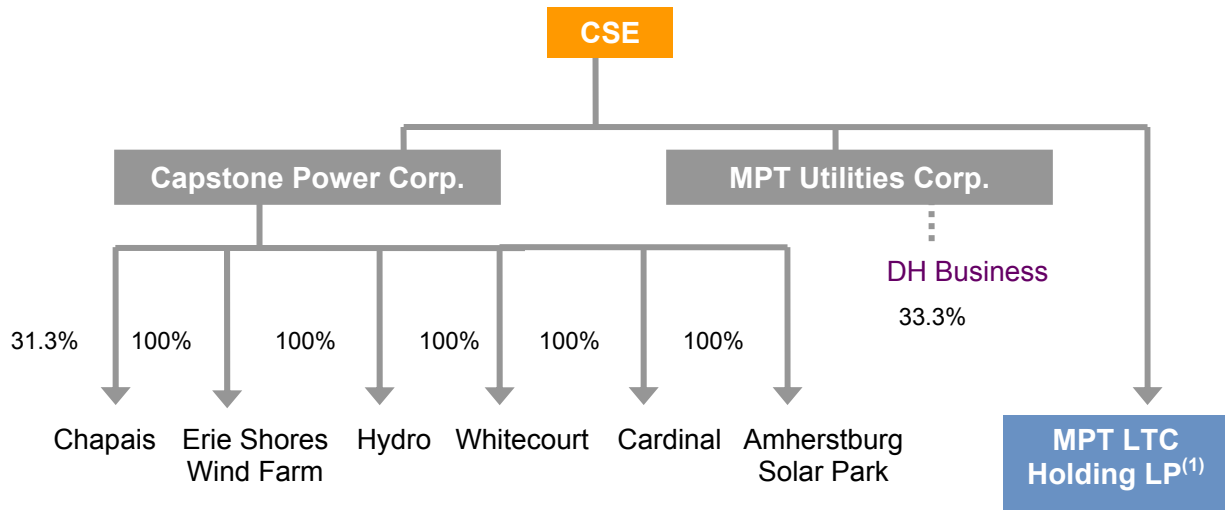 CSE
Capstone Power Corp.
MPT Utilities Corp.
DH Business
33.3%
31.3%
100%
100%
100%
100%
100%
Chapais
Erie Shores
Wind Farm
Hydro
Whitecourt
Cardinal
Amherstburg
Solar Park
MPT LTC
Holding LP(1)